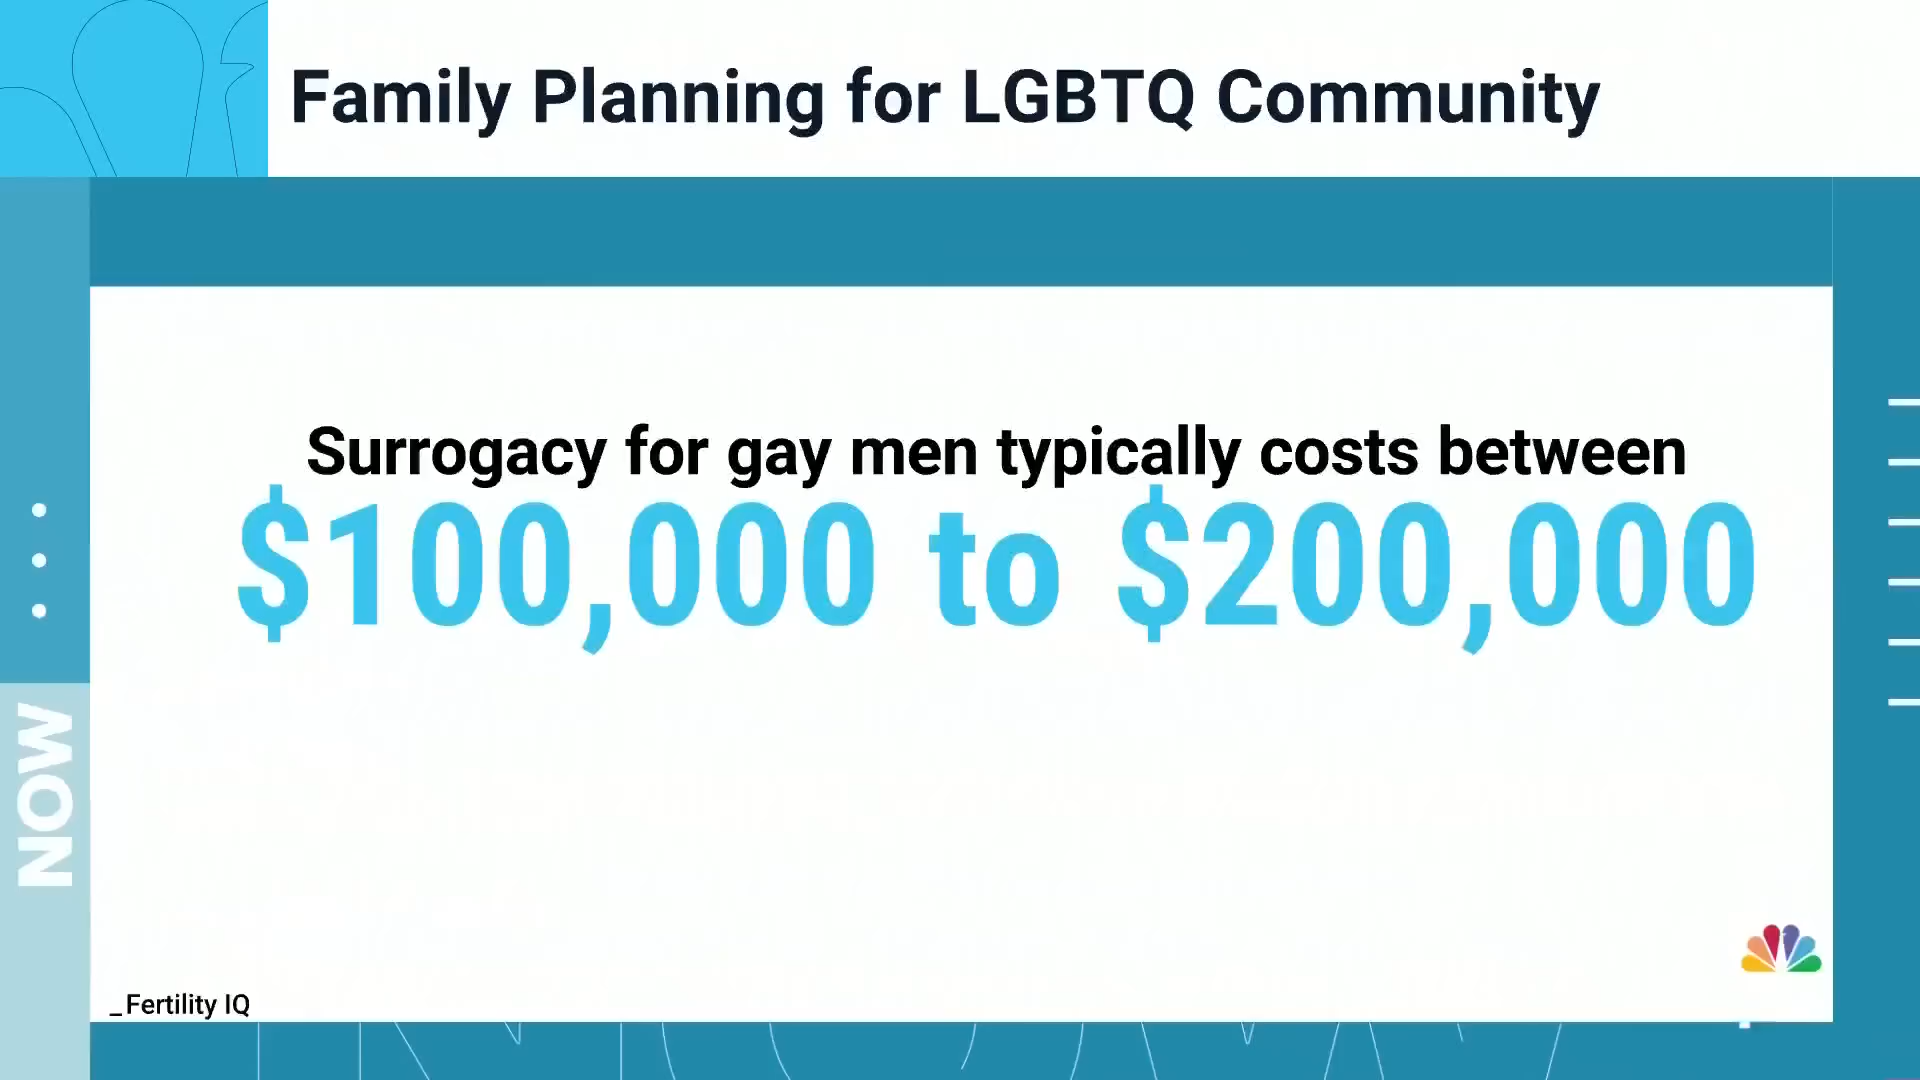 Family Planning for LGBTQ Community
Surrogacy for gay men typically costs between
$100,000 to $200,000
NOW
_Fertility IQ